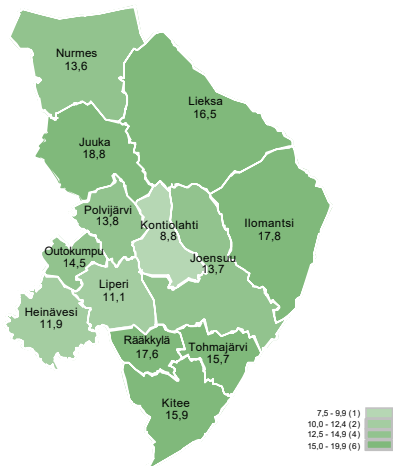 Nurmes
13,6
Lieksa
16,5
Juuka
18,8
Polvijärvi
13,8
Kontiolahti
8,8
Ilomantsi
17,8
Outokumpu
14,5
Joensuu
13,7
Liperi
11,1
Heinävesi
11,9
Rääkkylä
17,6
Tohmajärvi
15,7
Kitee
15,9
7,5 - 9,9 (1)
10,0 - 12,4 (2)
12,5 - 14,9 (4)
15,0 - 19,9 (6)